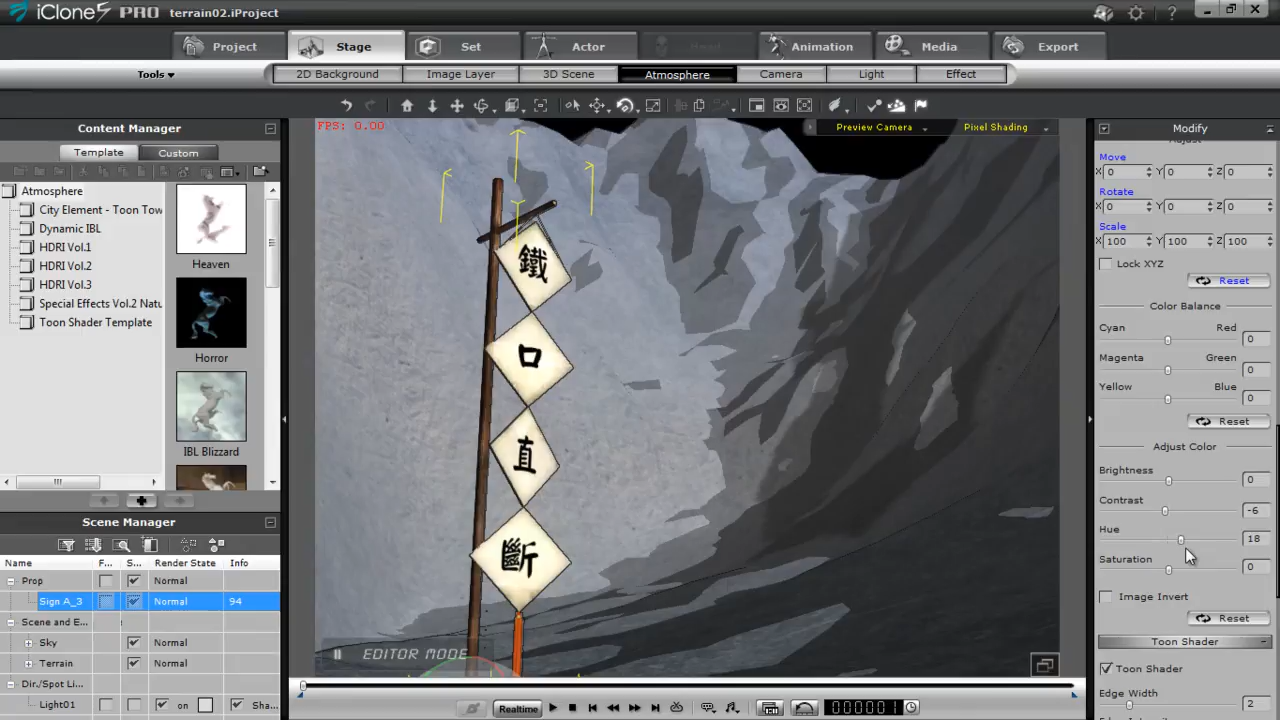 iClone5 PRO terrain02.iProject
Project Stage Set Actor Head Animation Media Export
Tools 2D Background Image Layer 3D Scene Atmosphere Camera Light Effect
Content Manager
Template Custom
Atmosphere
City Element - Toon Tow
Dynamic IBL
HDRI Vol.1
HDRI Vol.2
HDRI Vol.3
Special Effects Vol.2 Natu
Toon Shader Template
Heaven
Horror
IBL Blizzard
Scene Manager
Name F... S... Render State Info
Prop Normal
Sign A_3 Normal 94
Scene and E...
Sky Normal
Terrain Normal
Dir./Spot Li...
Light01 on Sha...
FPS: 0.00
Preview Camera Pixel Shading
鐵
口
直
斷
EDITOR MODE
Realtime 000000 1
Modify
Adjust
Move
X 0 Y 0 Z 0
Rotate
X 0 Y 0 Z 0
Scale
X 100 Y 100 Z 100
Lock XYZ Reset
Color Balance
Cyan Red 0
Magenta Green 0
Yellow Blue 0
Reset
Adjust Color
Brightness 0
Contrast -6
Hue 18
Saturation 0
Image Invert
Reset
Toon Shader
Toon Shader
Edge Width
2